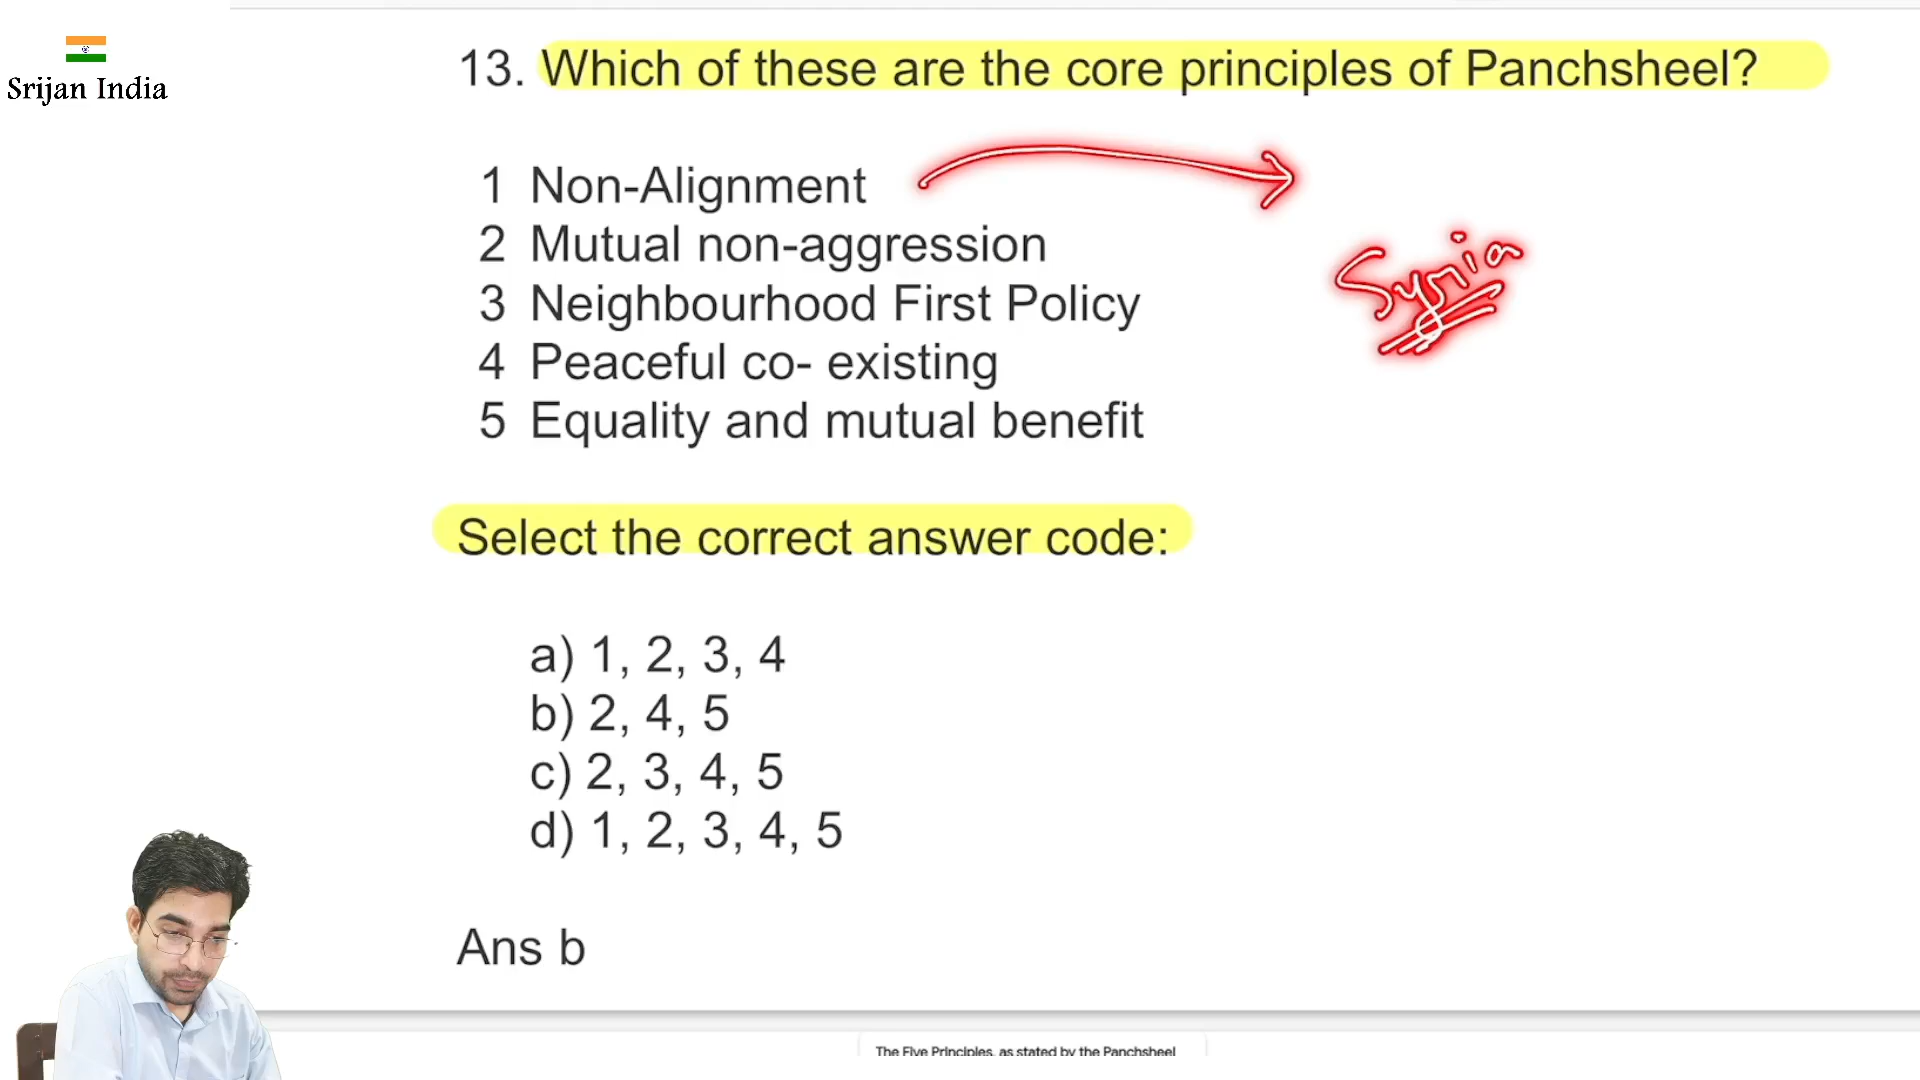 Srijan India
13. Which of these are the core principles of Panchsheel?
1 Non-Alignment
2 Mutual non-aggression
Syria
3 Neighbourhood First Policy
4 Peaceful co- existing
5 Equality and mutual benefit
Select the correct answer code:
a) 1, 2, 3, 4
b) 2, 4, 5
c) 2, 3, 4, 5
d) 1, 2, 3, 4, 5
Ans b
The Five Principles, as stated by the Panchsheel